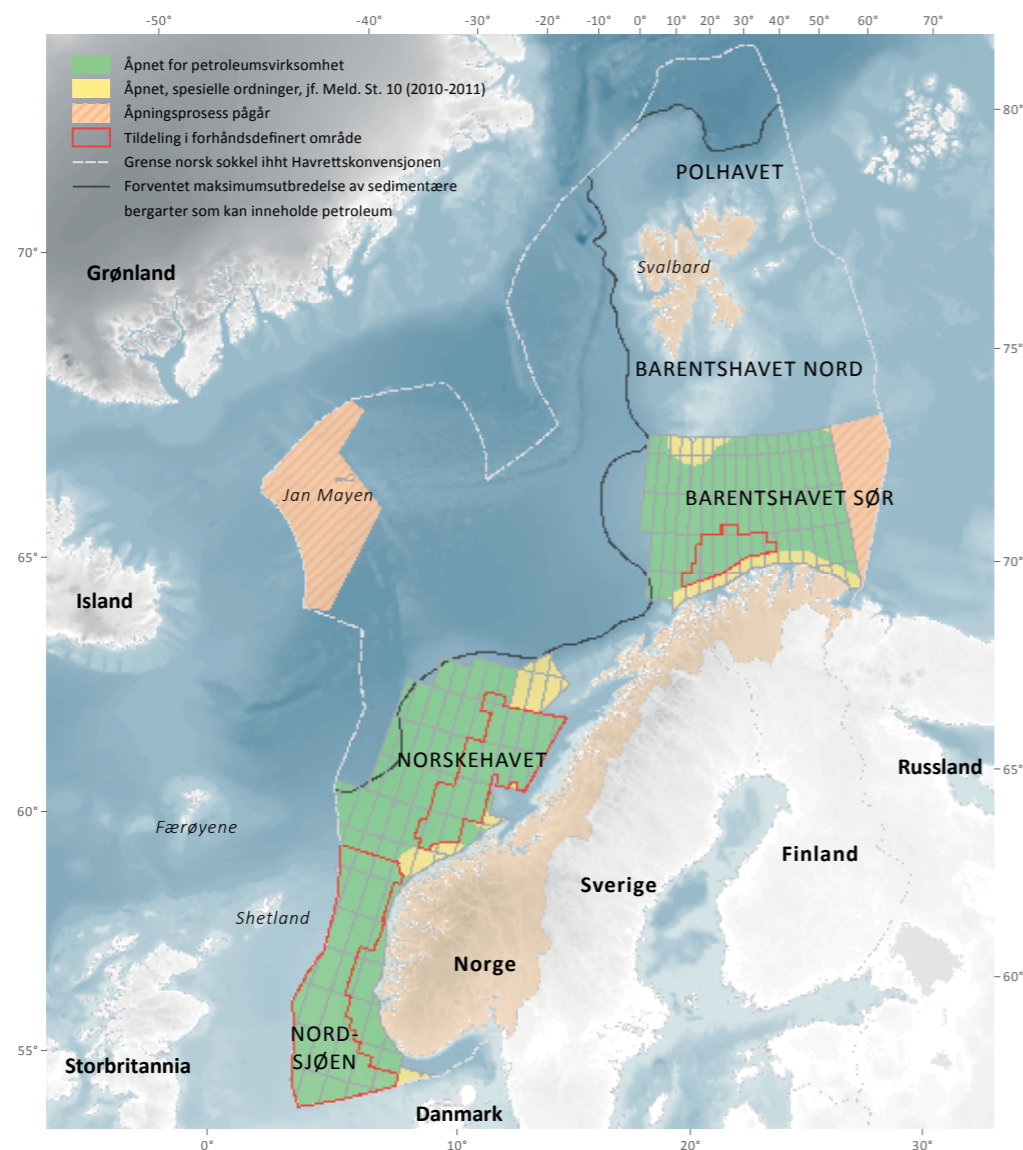 -50° -40° -30° -20° -10° 0° 10° 20° 30° 40° 50° 60° 70°
Åpnet for petroleumsvirksomhet
Åpnet, spesielle ordninger, jf. Meld. St. 10 (2010-2011)
Åpningsprosess pågår
Tildeling i forhåndsdefinert område
Grense norsk sokkel ihht Havrettskonvensjonen
Forventet maksimumsutbredelse av sedimentære
bergarter som kan inneholde petroleum
80°
POLHAVET
70°
Grønland
Svalbard
75°
BARENTSHAVET NORD
Jan Mayen
BARENTSHAVET SØR
65°
70°
Island
NORSKEHAVET
Russland
65°
60°
Færøyene
Finland
Sverige
Shetland
Norge
60°
NORD-
SJØEN
55°
Storbritannia
Danmark
0° 10° 20° 30°